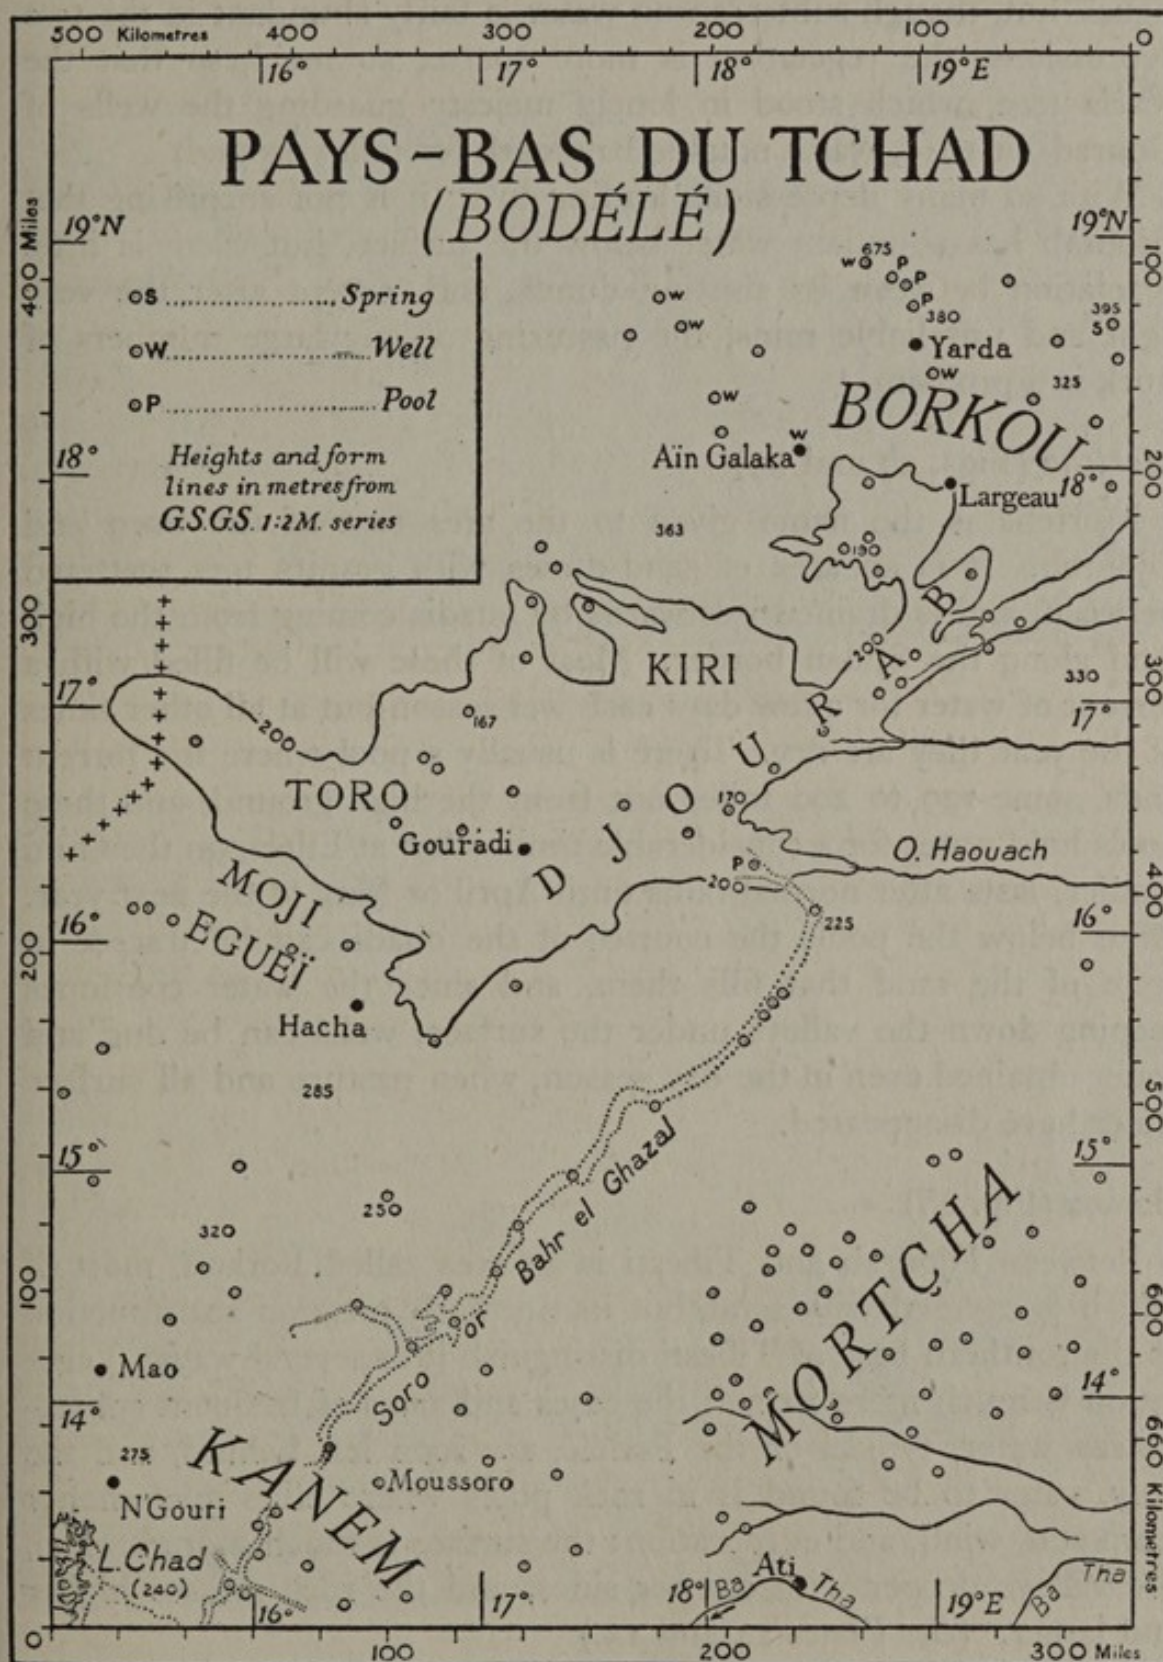 500 Kilometres 400 300 200 100 0
16° 17° 18° 19°E
PAYS-BAS DU TCHAD
(BODÉLÉ)
400 Miles
19°N
19°N
100
S Spring
W Well
P Pool
Heights and form
lines in metres from
G.S.G.S. 1:2M. series
W 675 P
P
P
W
W
380
395
S
Yarda
W
325
W
BORKOU
18°
W
Aïn Galaka
18°
200
Largeau
363
190
300
KIRI
200
330
17°
17°
300
200
167
TORO
DJOURAB
170
Gouradi
O. Haouach
P
200
400
MOJI
EGUEÏ
16°
16°
225
200
Hacha
285
500
15°
15°
Bahr el Ghazal
or
Soro
250
320
MORTCHA
100
600
Mao
14°
14°
660 Kilometres
275
KANEM
Moussoro
N'Gouri
L. Chad
(240)
Ati
Ba Tha
Ba Tha
16° 17° 18° 19°E
0 100 200 300 Miles